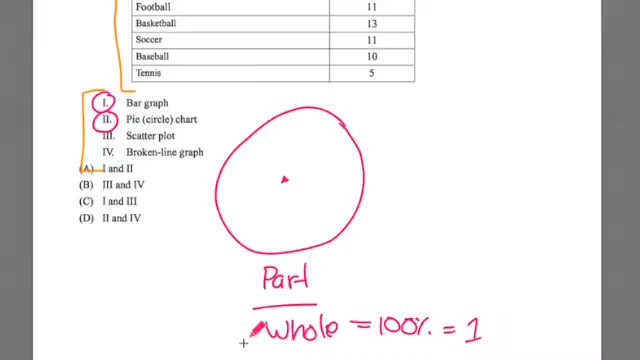 Football 11
Basketball 13
Soccer 11
Baseball 10
Tennis 5
I. Bar graph
II. Pie (circle) chart
III. Scatter plot
IV. Broken-line graph
(A) I and II
(B) III and IV
(C) I and III
(D) II and IV
Part
whole = 100% = 1